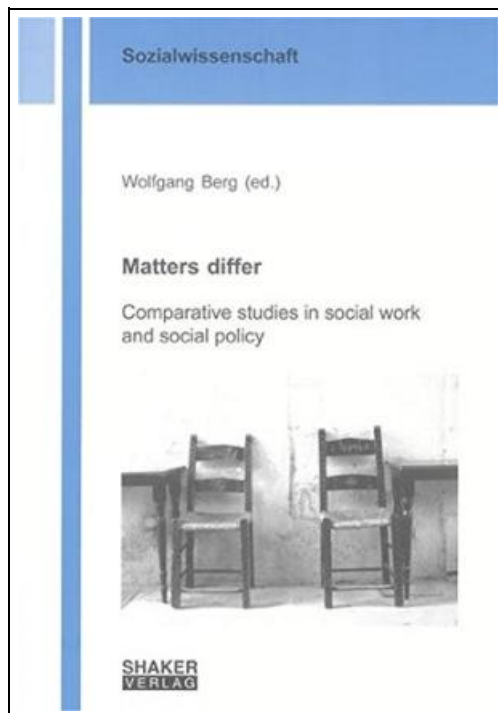 Sozialwissenschaft
Wolfgang Berg (ed.)
Matters differ
Comparative studies in social work
and social policy
SHAKER
VERLAG